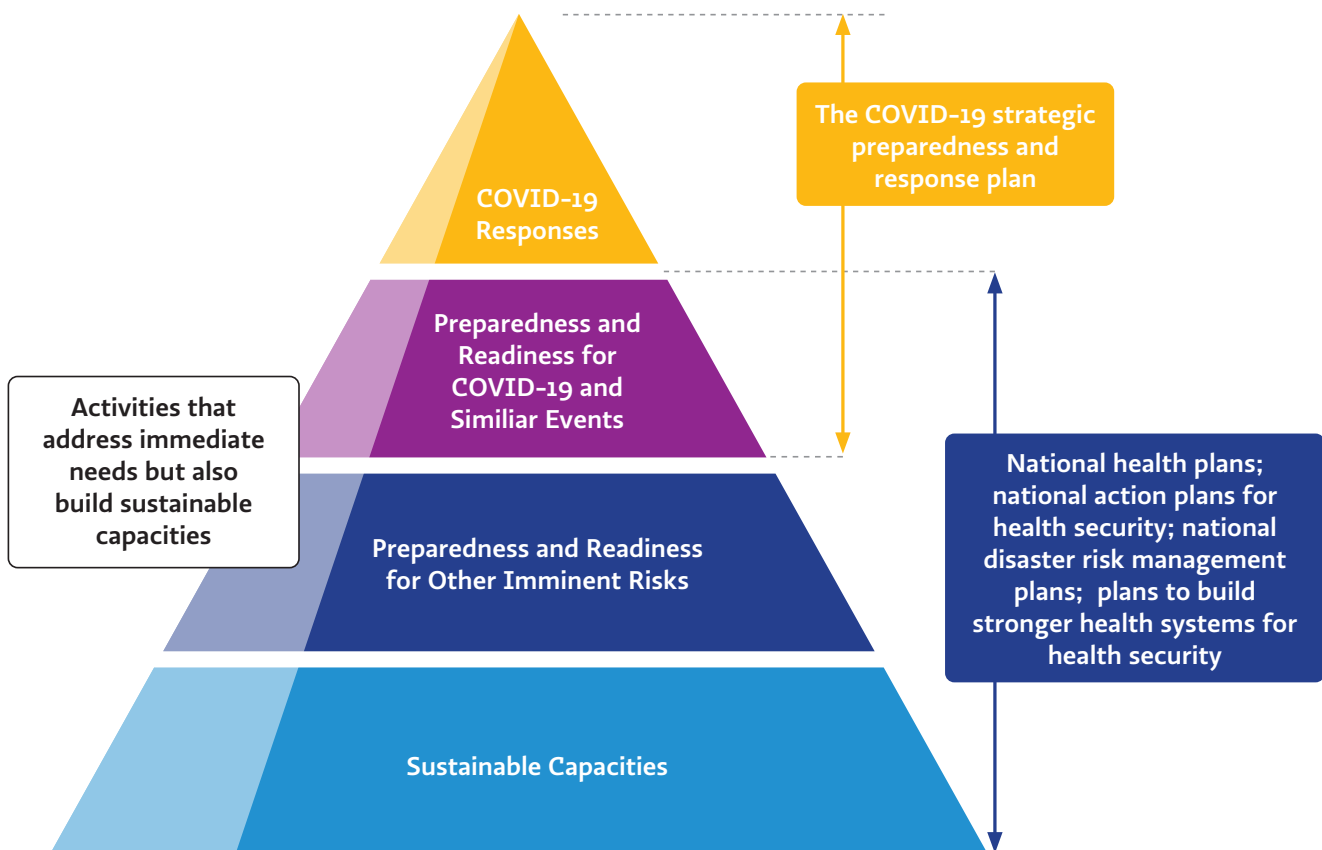 The COVID-19 strategic
preparedness and
response plan
COVID-19
Responses
Preparedness and
Readiness for
COVID-19 and
Similiar Events
Activities that
address immediate
needs but also
build sustainable
capacities
National health plans;
national action plans for
health security; national
disaster risk management
plans;  plans to build
stronger health systems for
health security
Preparedness and Readiness
for Other Imminent Risks
Sustainable Capacities